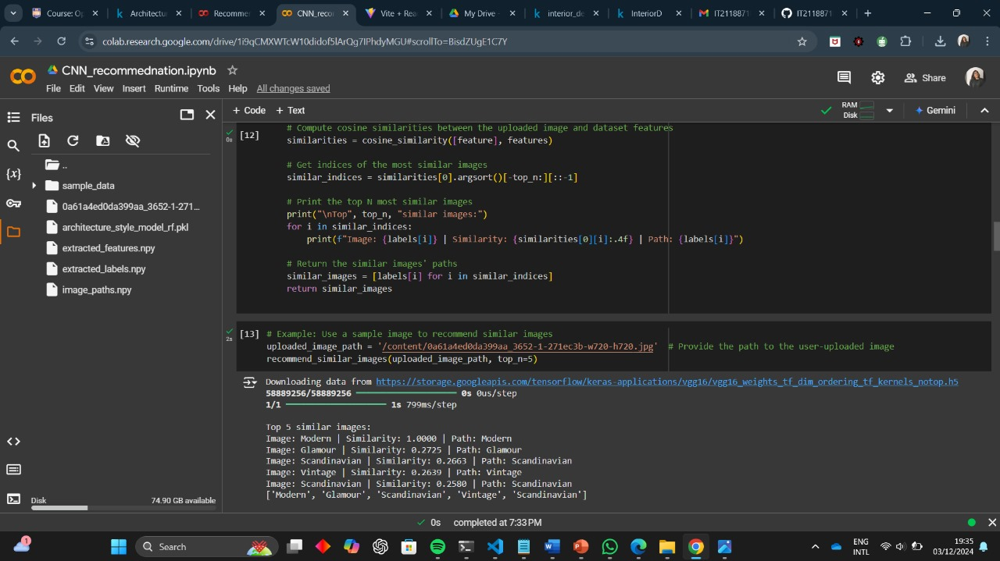 Course: Op
Architectu
Recomme
CNN_reco
Vite + Rea
My Drive -
interior_de
InteriorD
IT2118871
IT2118871
colab.research.google.com/drive/1i9qCMXWTcW10didof5lArQg7IPhdyMGU#scrollTo=BisdZUgE1C7Y
CNN_recommednation.ipynb
File Edit View Insert Runtime Tools Help All changes saved
Share
Files
+ Code + Text
RAM
Disk
Gemini
..
sample_data
0a61a4ed0da399aa_3652-1-271...
architecture_style_model_rf.pkl
extracted_features.npy
extracted_labels.npy
image_paths.npy
Disk 74.90 GB available
[12]
0s
# Compute cosine similarities between the uploaded image and dataset features
similarities = cosine_similarity([feature], features)
# Get indices of the most similar images
similar_indices = similarities[0].argsort()[-top_n:][::-1]
# Print the top N most similar images
print("\nTop", top_n, "similar images:")
for i in similar_indices:
print(f"Image: {labels[i]} | Similarity: {similarities[0][i]:.4f} | Path: {labels[i]}")
# Return the similar images' paths
similar_images = [labels[i] for i in similar_indices]
return similar_images
[13]
2s
# Example: Use a sample image to recommend similar images
uploaded_image_path = '/content/0a61a4ed0da399aa_3652-1-271ec3b-w720-h720.jpg' # Provide the path to the user-uploaded image
recommend_similar_images(uploaded_image_path, top_n=5)
Downloading data from https://storage.googleapis.com/tensorflow/keras-applications/vgg16/vgg16_weights_tf_dim_ordering_tf_kernels_notop.h5
58889256/58889256 0s 0us/step
1/1 1s 799ms/step
Top 5 similar images:
Image: Modern | Similarity: 1.0000 | Path: Modern
Image: Glamour | Similarity: 0.2725 | Path: Glamour
Image: Scandinavian | Similarity: 0.2663 | Path: Scandinavian
Image: Vintage | Similarity: 0.2639 | Path: Vintage
Image: Scandinavian | Similarity: 0.2580 | Path: Scandinavian
['Modern', 'Glamour', 'Scandinavian', 'Vintage', 'Scandinavian']
0s completed at 7:33 PM
1
Search
ENG
INTL
19:35
03/12/2024